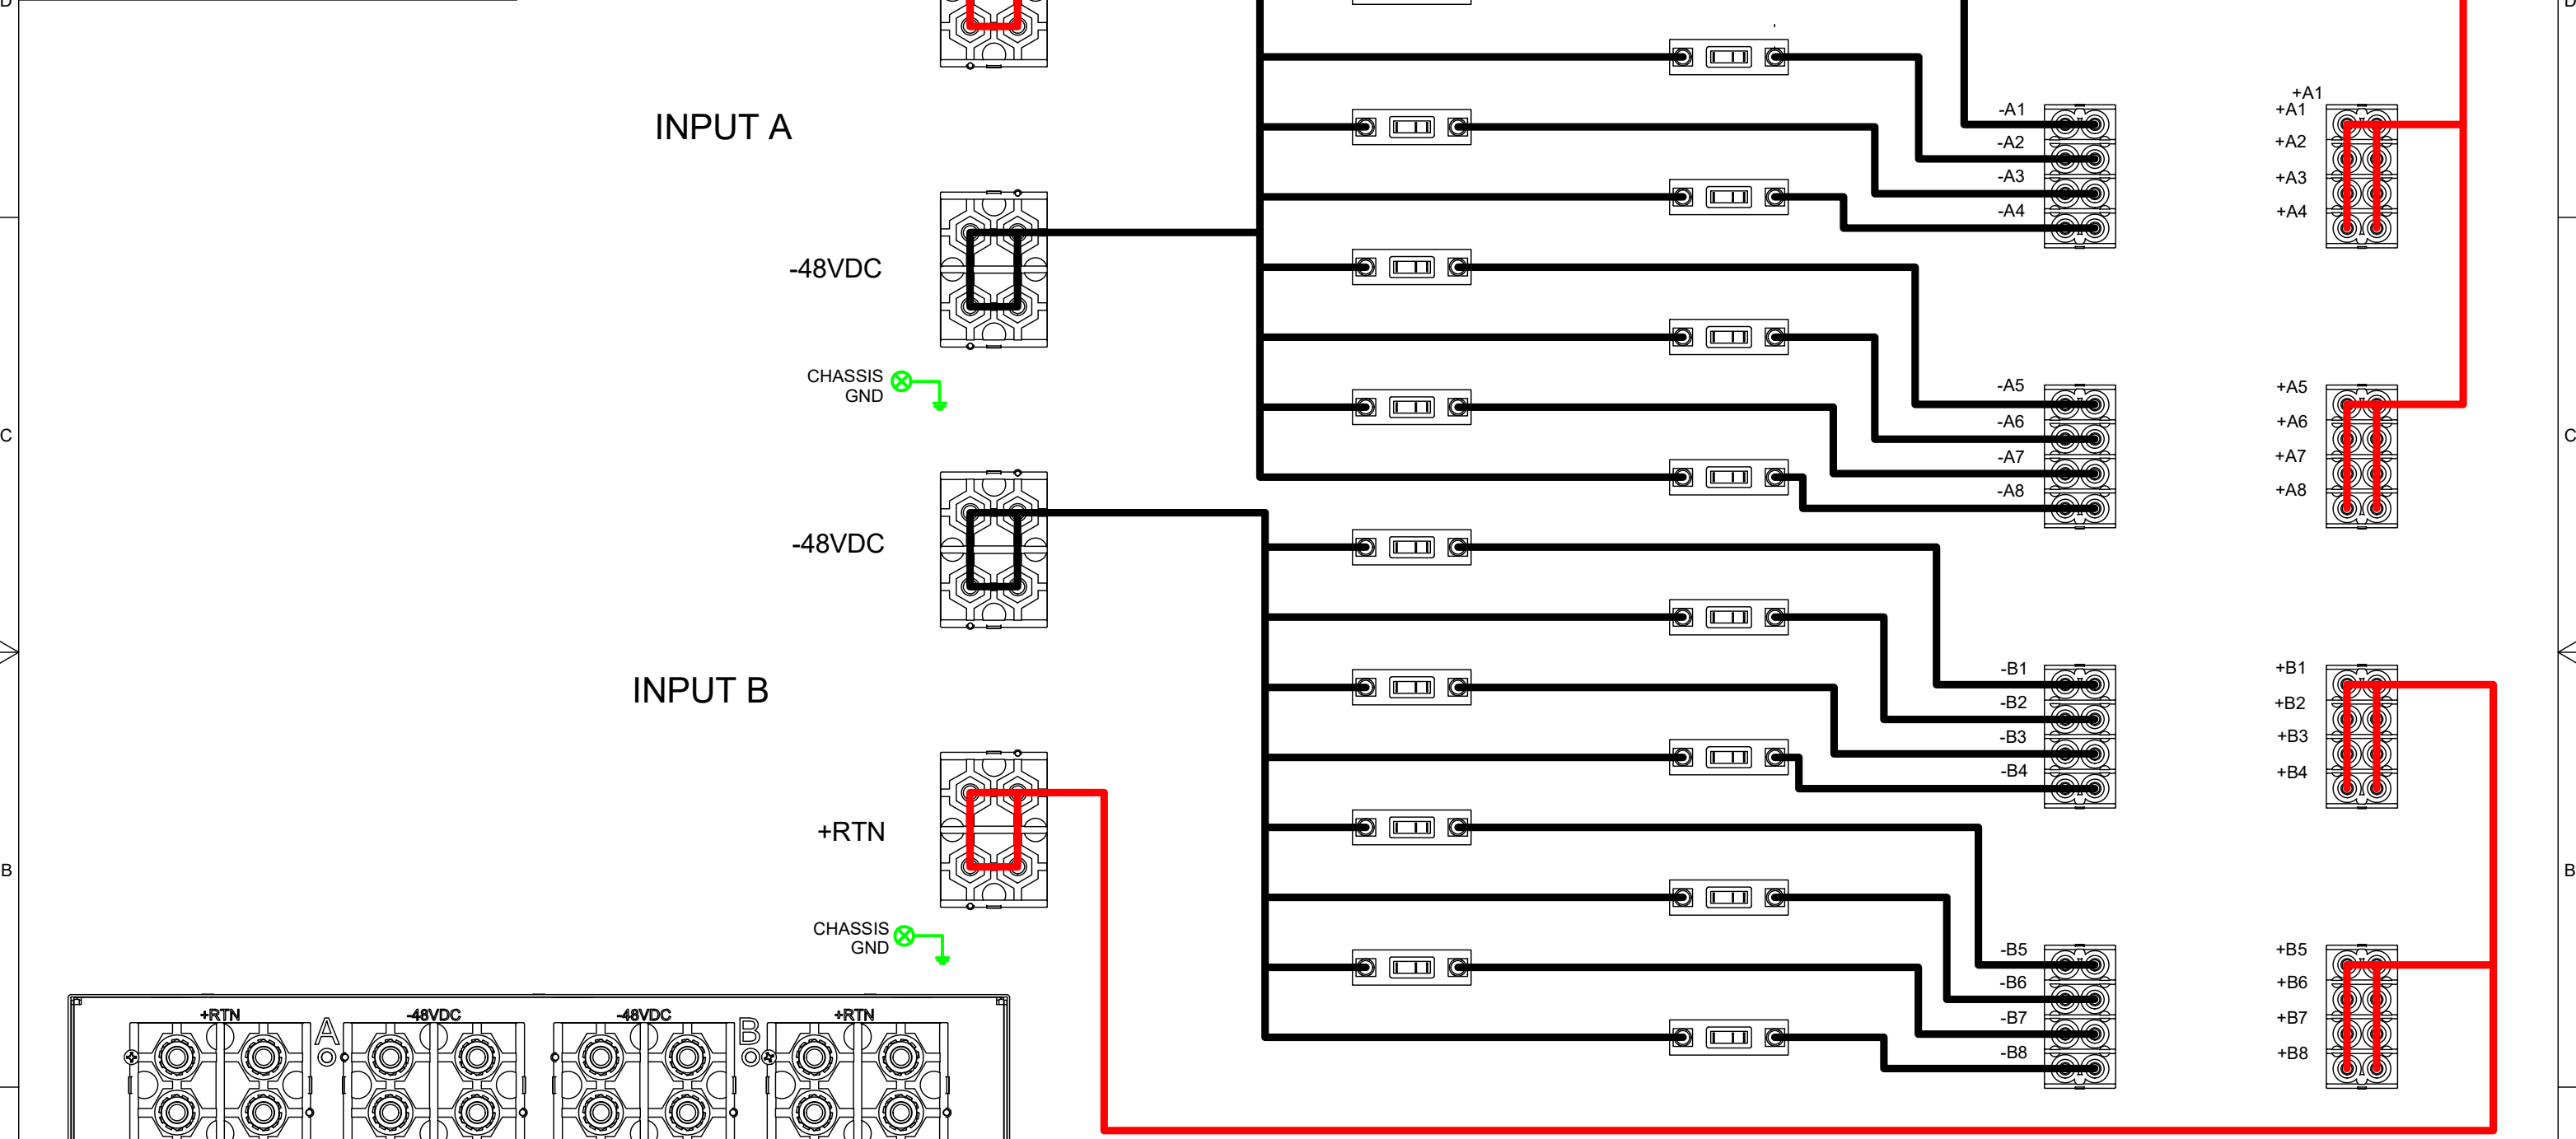 D
D
+A1
INPUT A
-A1
+A1
-A2
+A2
-A3
+A3
-A4
+A4
-48VDC
CHASSIS
GND
-A5
+A5
-A6
+A6
C
C
-A7
+A7
-A8
+A8
-48VDC
INPUT B
-B1
+B1
-B2
+B2
-B3
+B3
-B4
+B4
+RTN
B
B
CHASSIS
GND
-B5
+B5
-B6
+B6
-B7
+B7
-B8
+B8
+RTN
A
-48VDC
-48VDC
B
+RTN